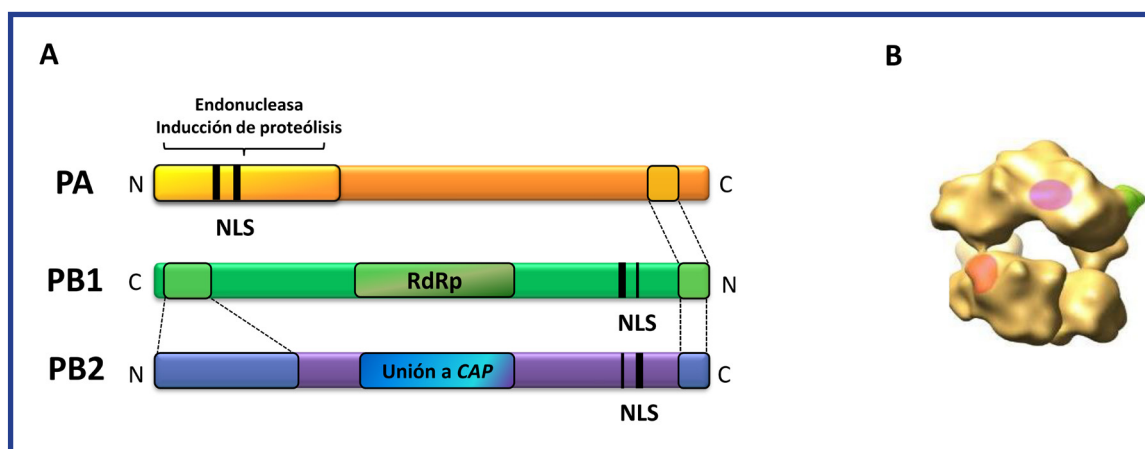 A
B
Endonucleasa
Inducción de proteólisis
PA N C
NLS
PB1 C RdRp N
NLS
PB2 N Unión a CAP C
NLS